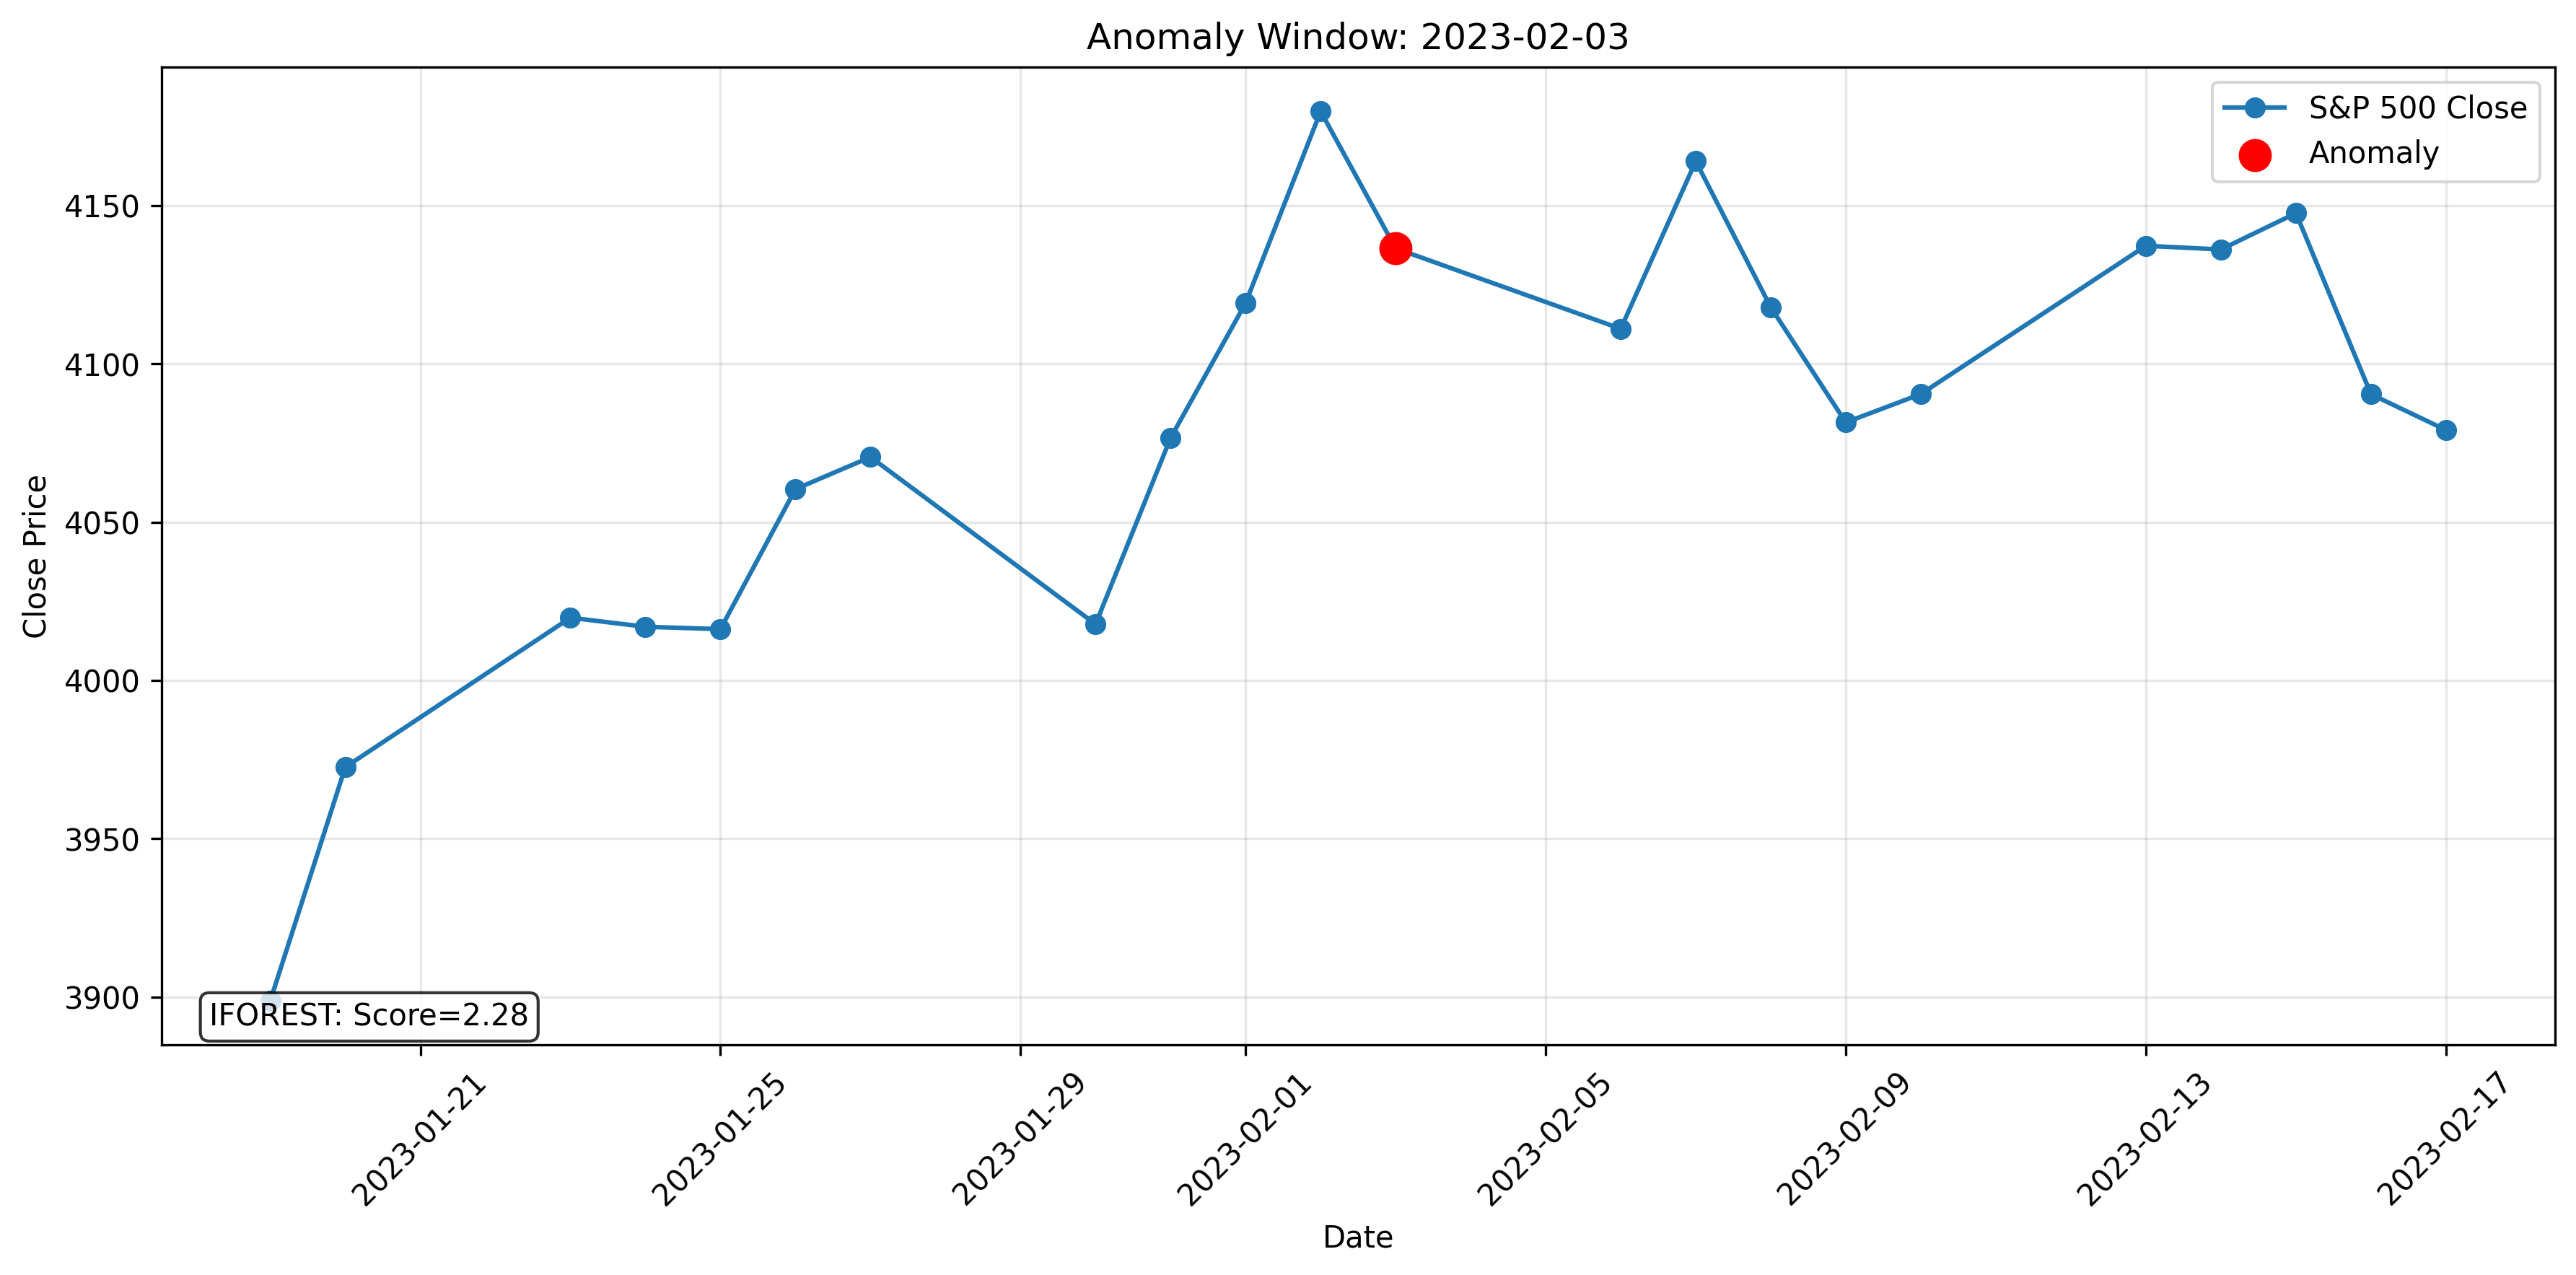 Anomaly Window: 2023-02-03
S&P 500 Close
Anomaly
Close Price
4150
4100
4050
4000
3950
3900
IFOREST: Score=2.28
2023-01-21
2023-01-25
2023-01-29
2023-02-01
2023-02-05
2023-02-09
2023-02-13
2023-02-17
Date